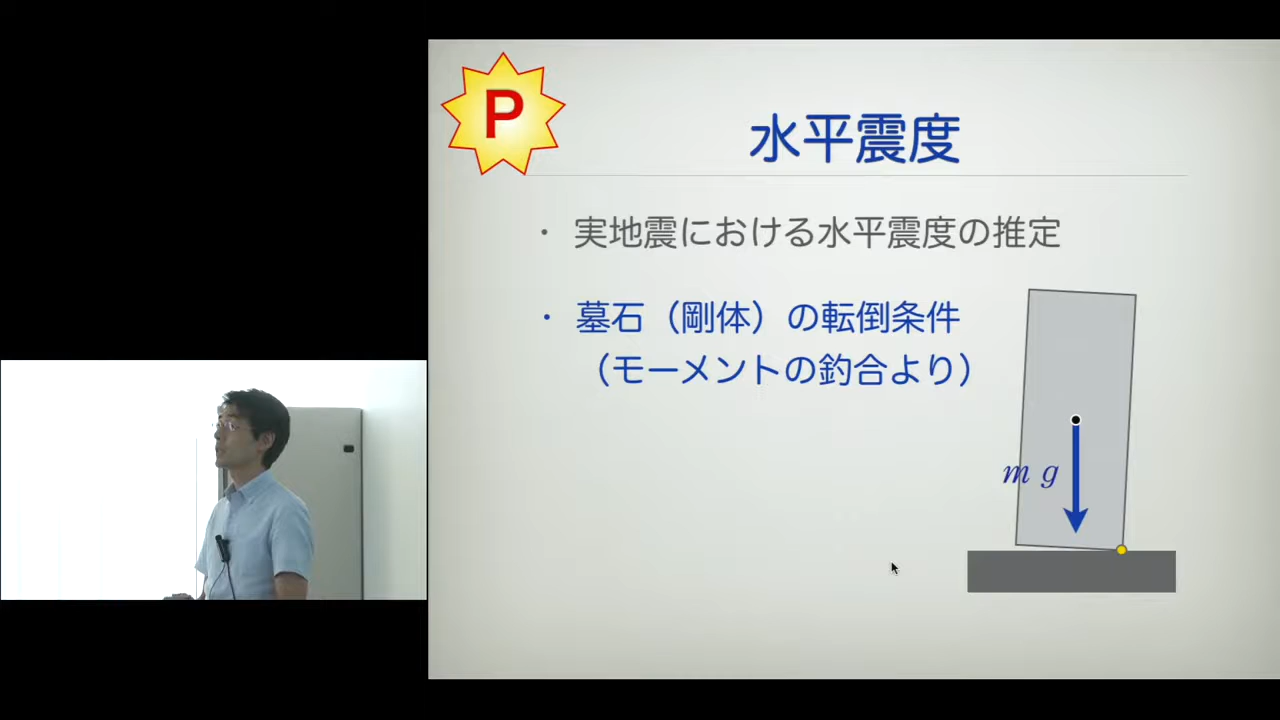 P
水平震度
・ 実地震における水平震度の推定
・ 墓石（剛体）の転倒条件
（モーメントの釣合より）
m g